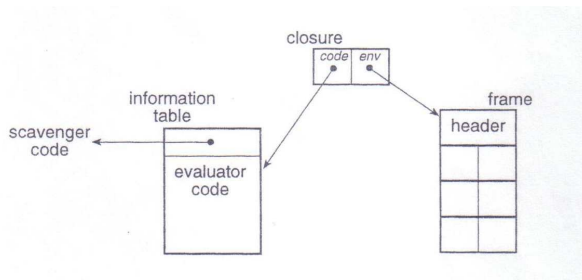 closure
code env
information
table
frame
header
scavenger
code
evaluator
code